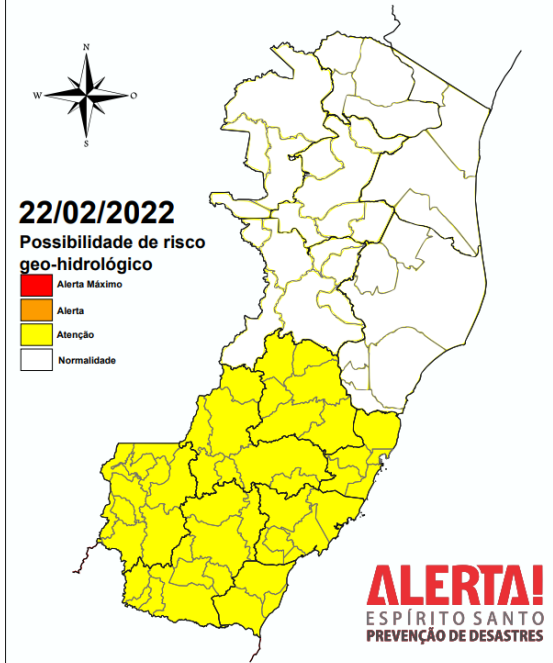 N
W
O
S
22/02/2022
Possibilidade de risco
geo-hidrológico
Alerta Máximo
Alerta
Atenção
Normalidade
ALERTA!
ESPÍRITO SANTO
PREVENÇÃO DE DESASTRES